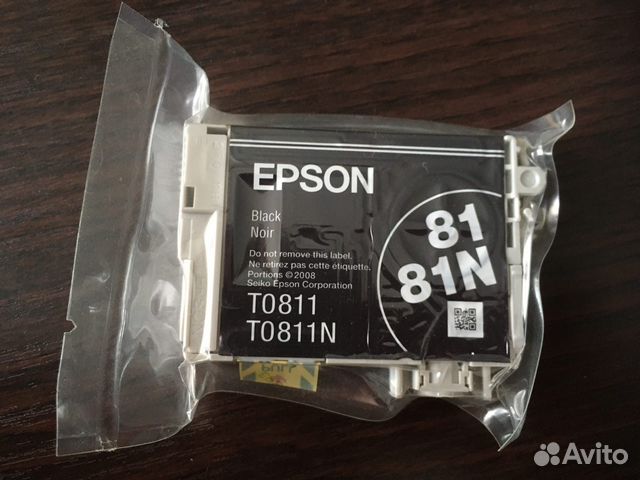 EPSON
Black
Noir
Do not remove this label.
Ne retirez pas cette étiquette.
Portions ©2008
Seiko Epson Corporation
T0811
T0811N
81
81N
PULL
Avito